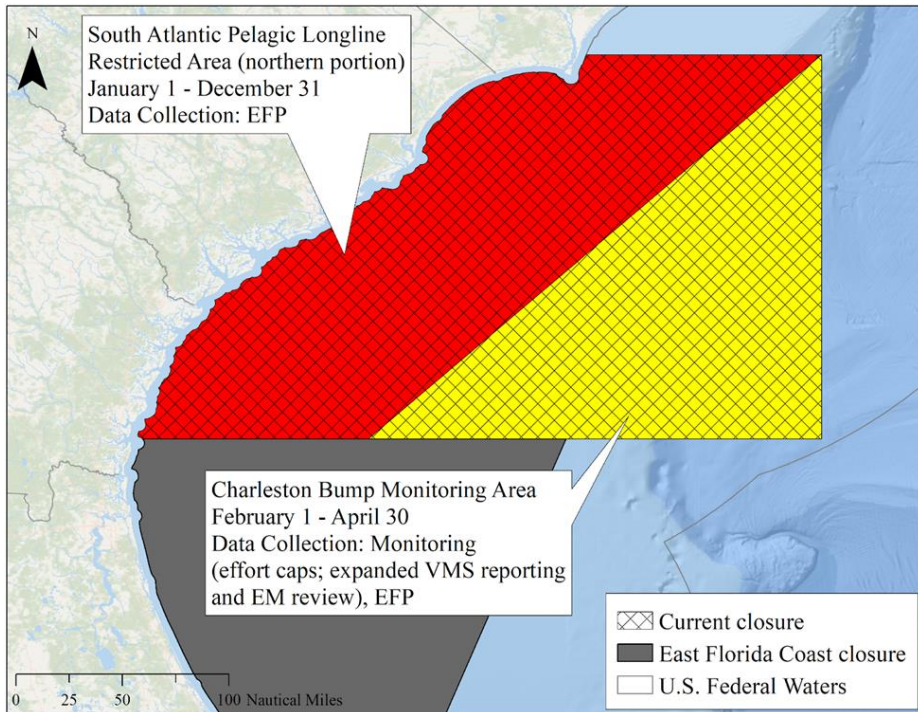 N
South Atlantic Pelagic Longline
Restricted Area (northern portion)
January 1 - December 31
Data Collection: EFP
Charleston Bump Monitoring Area
February 1 - April 30
Data Collection: Monitoring
(effort caps; expanded VMS reporting
and EM review), EFP
Current closure
East Florida Coast closure
U.S. Federal Waters
0 25 50 100 Nautical Miles